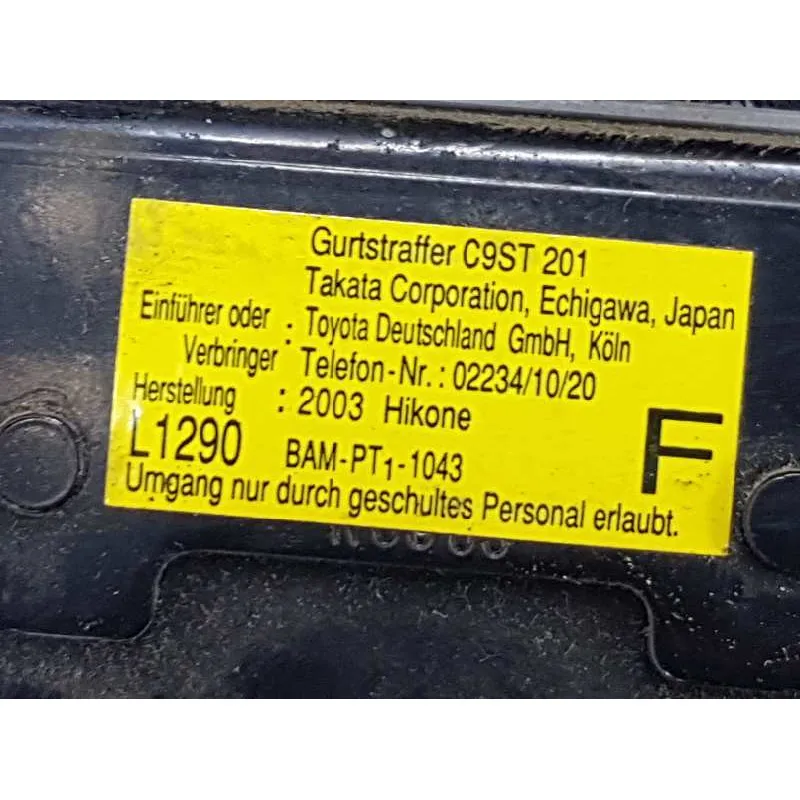 Gurtstraffer C9ST 201
Takata Corporation, Echigawa, Japan
Einführer oder : Toyota Deutschland GmbH, Köln
Verbringer Telefon-Nr.: 02234/10/20
Herstellung : 2003 Hikone
L1290 BAM-PT1-1043
F
Umgang nur durch geschultes Personal erlaubt.